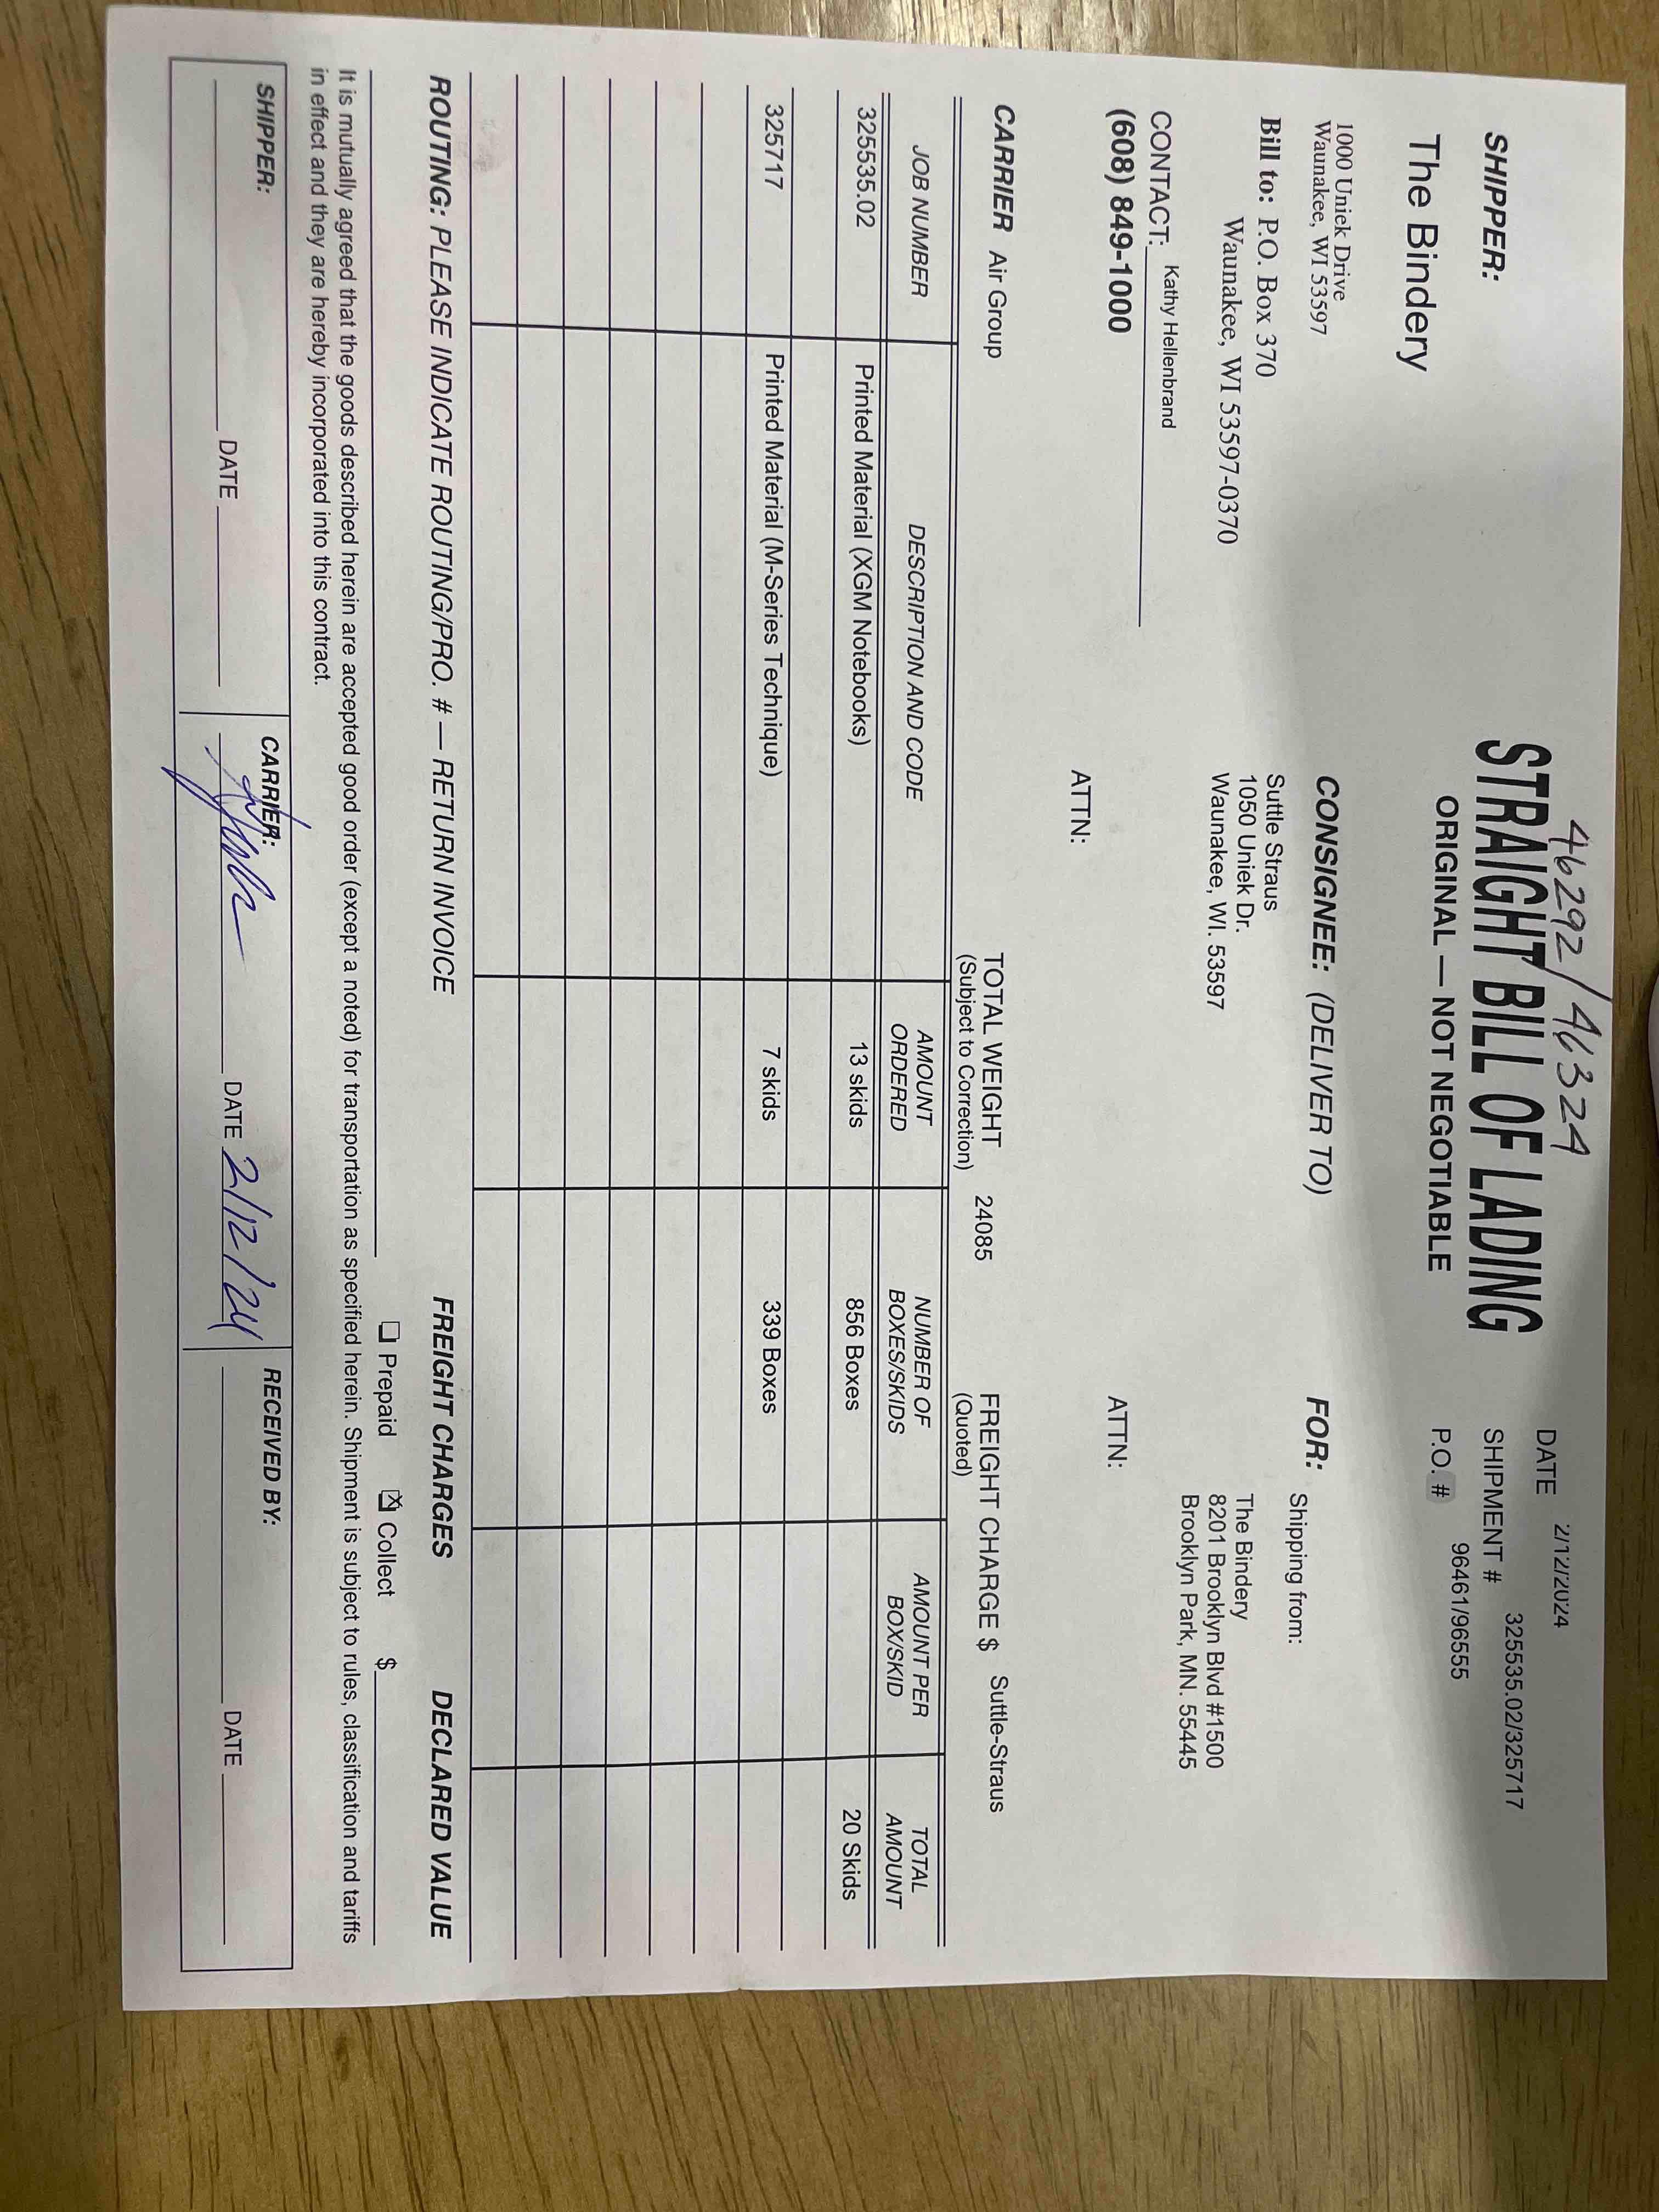 46292/46324
STRAIGHT BILL OF LADING
ORIGINAL — NOT NEGOTIABLE
DATE 2/12/2024
SHIPMENT # 325535.02/325717
P.O. # 96461/96555
SHIPPER:
The Bindery
1000 Uniek Drive
Waunakee, WI 53597
Bill to: P.O. Box 370
Waunakee, WI 53597-0370
CONTACT: Kathy Hellenbrand
(608) 849-1000
CONSIGNEE: (DELIVER TO)
Suttle Straus
1050 Uniek Dr.
Waunakee, WI. 53597
ATTN:
FOR: Shipping from:
The Bindery
8201 Brooklyn Blvd #1500
Brooklyn Park, MN. 55445
ATTN:
CARRIER Air Group
TOTAL WEIGHT 24085
(Subject to Correction)
FREIGHT CHARGE $ Suttle-Straus
(Quoted)
JOB NUMBER DESCRIPTION AND CODE AMOUNT ORDERED NUMBER OF BOXES/SKIDS AMOUNT PER BOX/SKID TOTAL AMOUNT
325535.02 Printed Material (XGM Notebooks) 13 skids 856 Boxes 20 Skids
325717 Printed Material (M-Series Technique) 7 skids 339 Boxes
ROUTING: PLEASE INDICATE ROUTING/PRO. # — RETURN INVOICE FREIGHT CHARGES DECLARED VALUE
Prepaid Collect $
It is mutually agreed that the goods described herein are accepted good order (except a noted) for transportation as specified herein. Shipment is subject to rules, classification and tariffs
in effect and they are hereby incorporated into this contract.
SHIPPER: CARRIER: RECEIVED BY:
DATE DATE 2/12/24 DATE